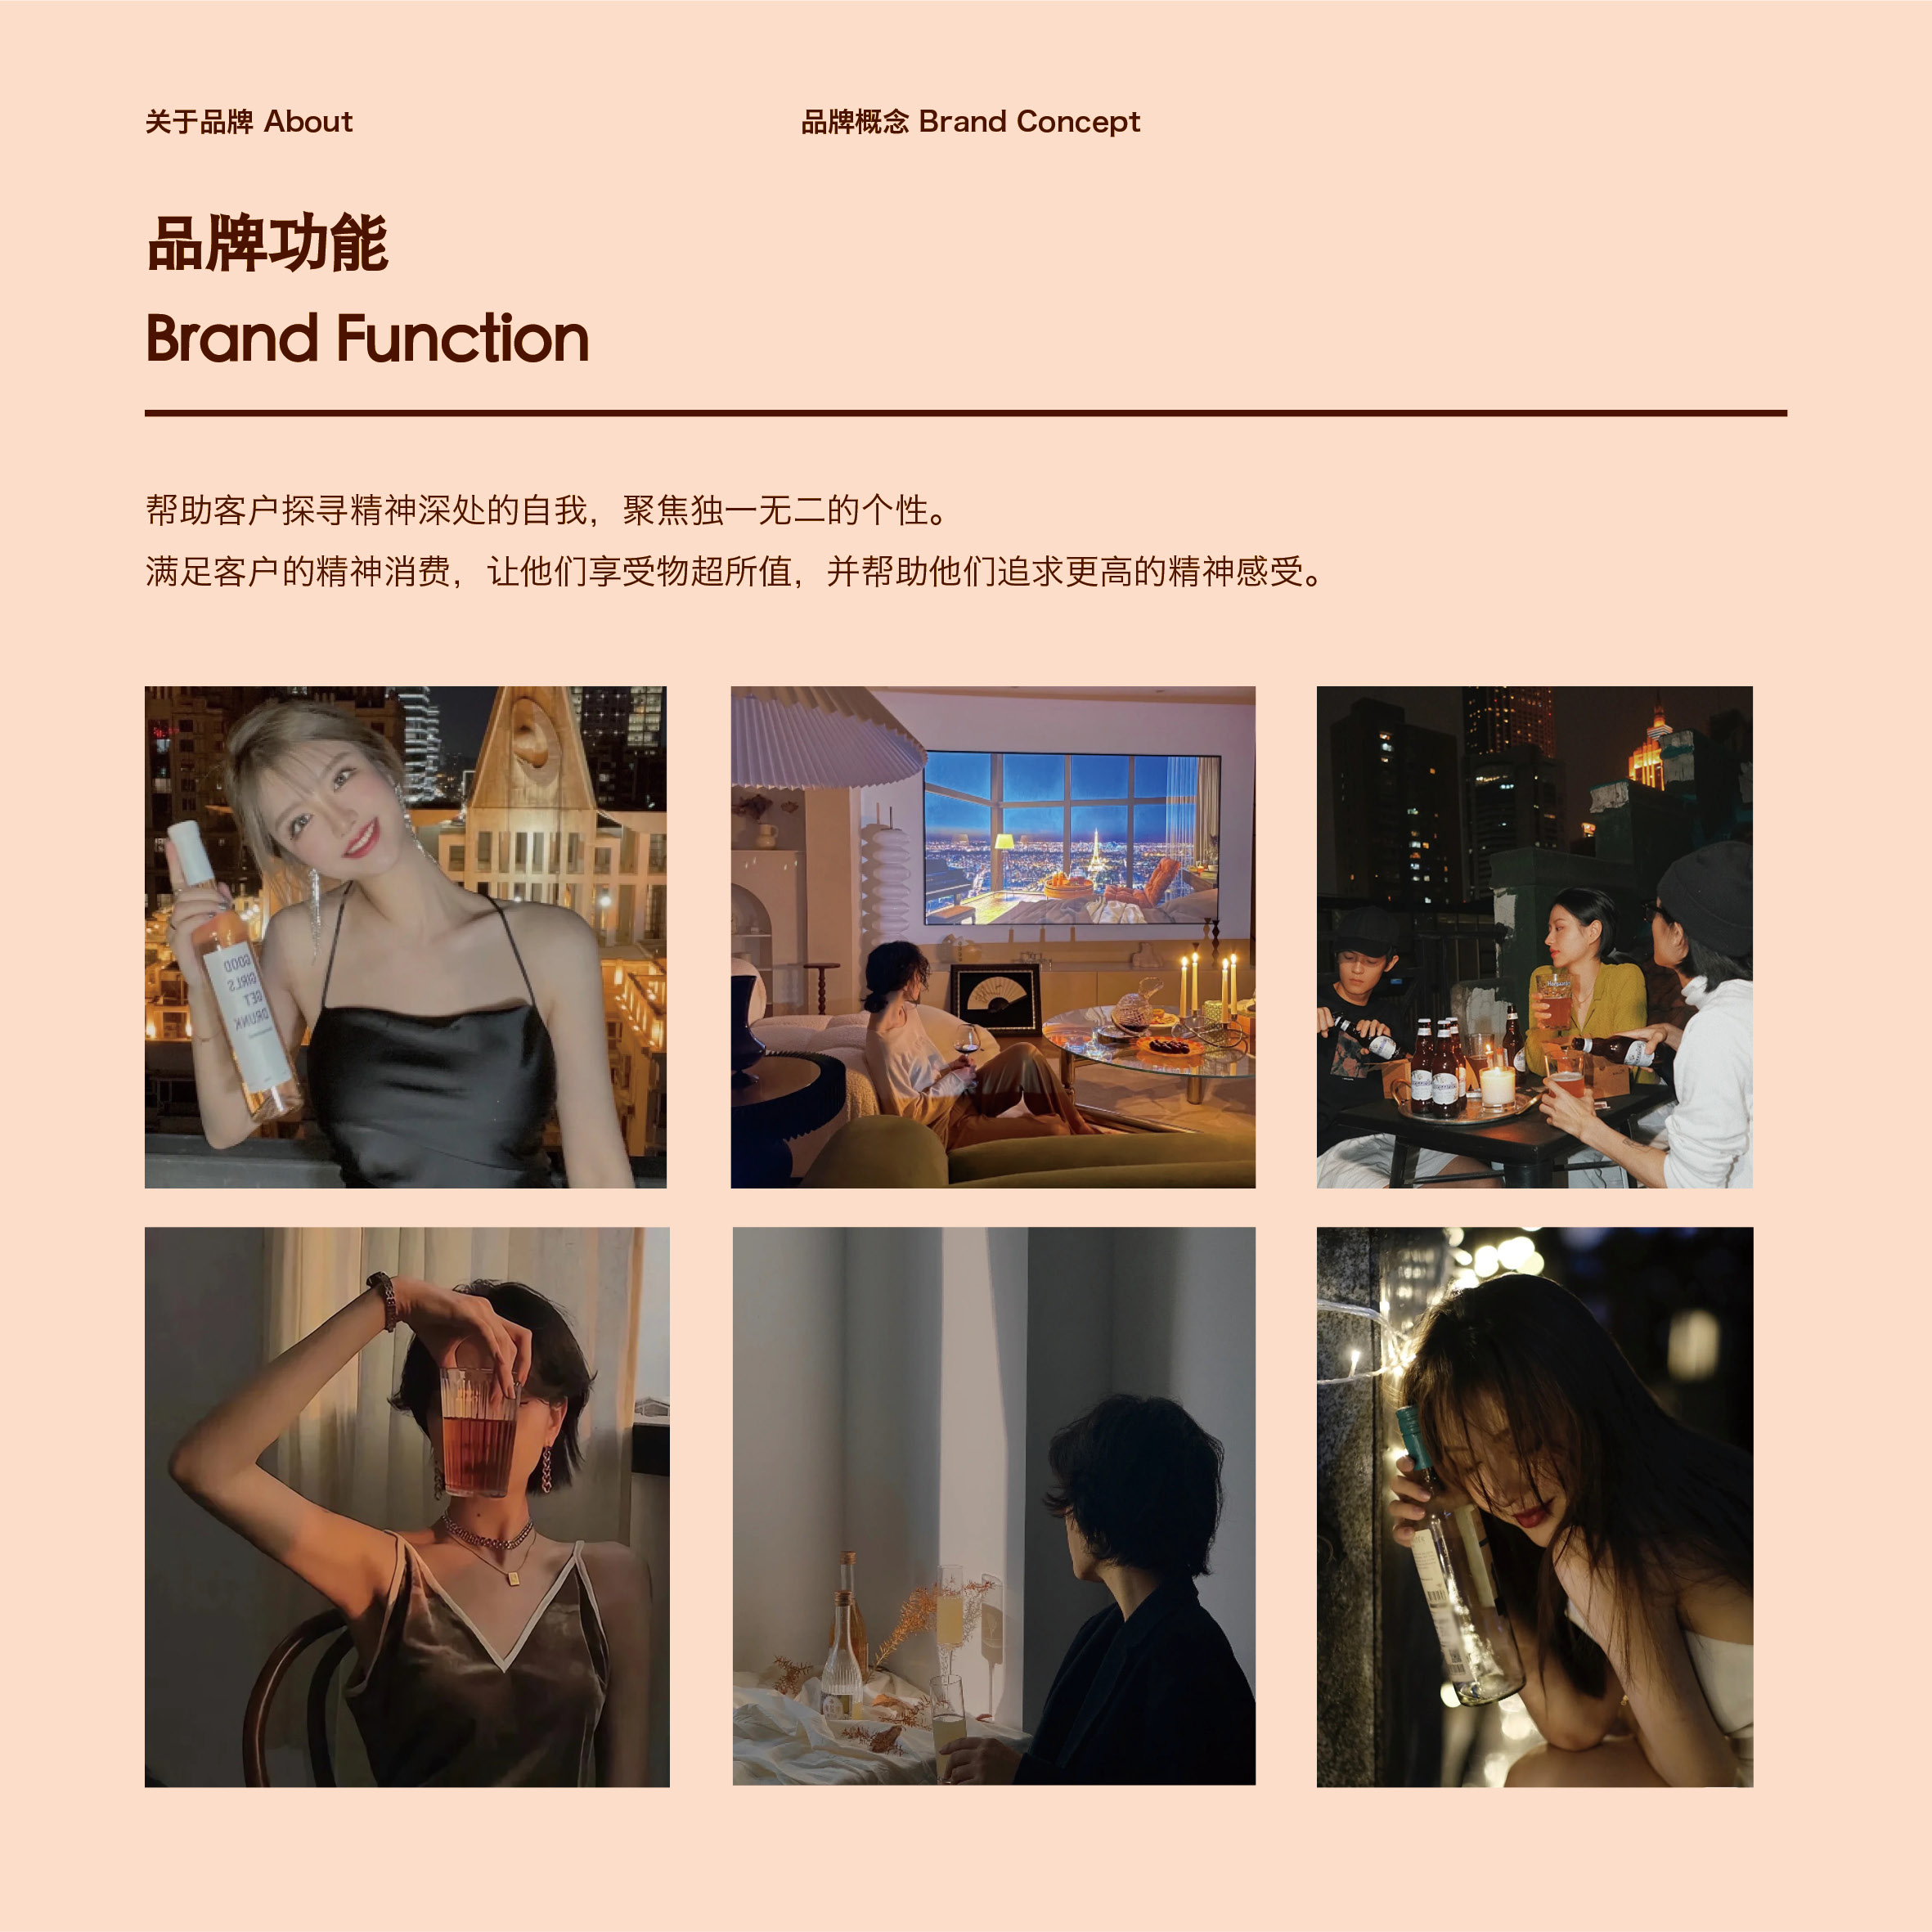 关于品牌 About
品牌概念 Brand Concept
品牌功能
Brand Function
帮助客户探寻精神深处的自我，聚焦独一无二的个性。
满足客户的精神消费，让他们享受物超所值，并帮助他们追求更高的精神感受。
GOOD
GIRLS
GET
DRUNK